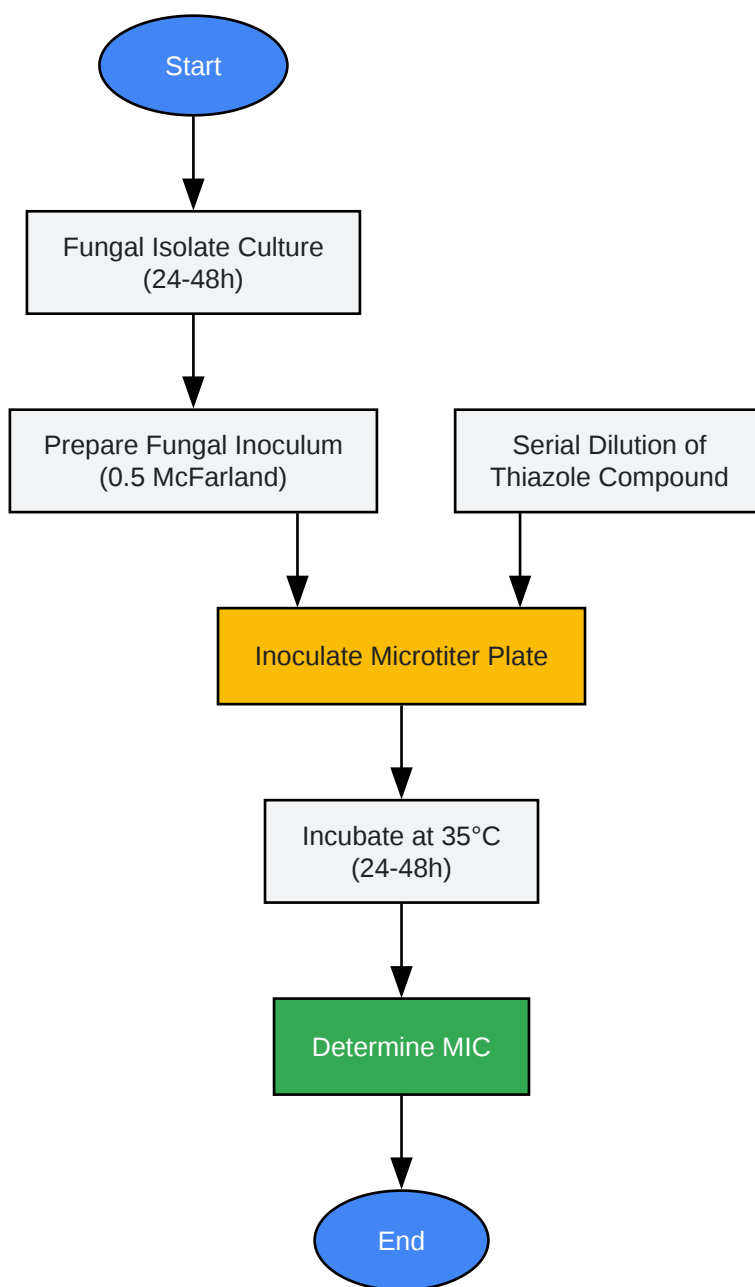 Start
Fungal Isolate Culture
(24-48h)
Prepare Fungal Inoculum
(0.5 McFarland)
Serial Dilution of
Thiazole Compound
Inoculate Microtiter Plate
Incubate at 35°C
(24-48h)
Determine MIC
End